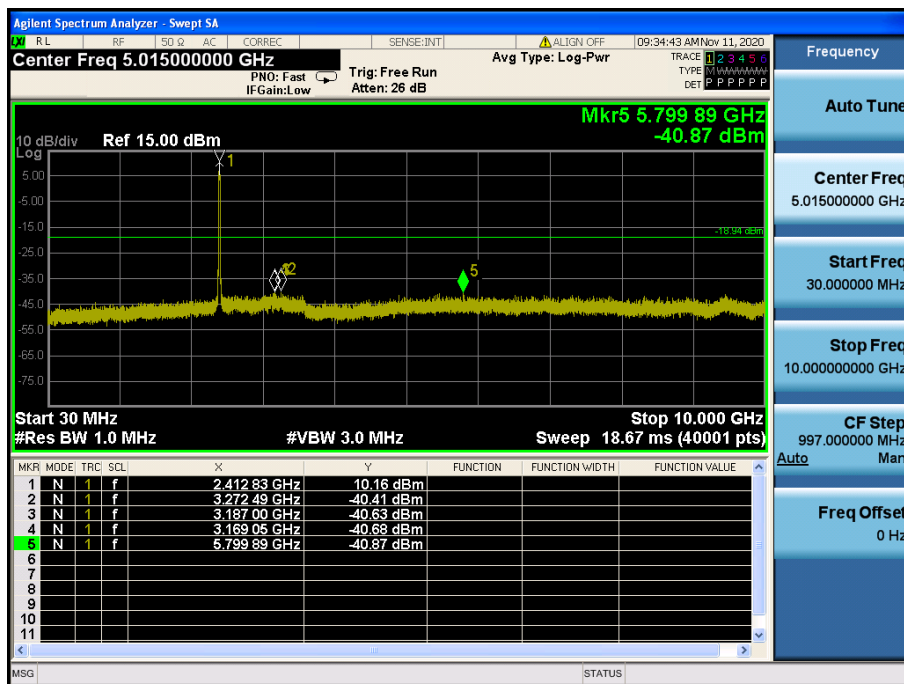 Agilent Spectrum Analyzer - Swept SA
LXI RL RF 50 Ω AC CORREC SENSE:INT ALIGN OFF 09:34:43 AM Nov 11, 2020
Center Freq 5.015000000 GHz
PNO: Fast
IFGain:Low
Trig: Free Run
Atten: 26 dB
Avg Type: Log-Pwr
TRACE 1 2 3 4 5 6
TYPE M W W W W W
DET P P P P P P
Mkr5 5.799 89 GHz
-40.87 dBm
10 dB/div Ref 15.00 dBm
Log
1
5.00
-5.00
-15.0
-18.94 dBm
-25.0
2
5
-35.0
-45.0
-55.0
-65.0
-75.0
Start 30 MHz Stop 10.000 GHz
#Res BW 1.0 MHz #VBW 3.0 MHz Sweep 18.67 ms (40001 pts)
MKR MODE TRC SCL X Y FUNCTION FUNCTION WIDTH FUNCTION VALUE
1 N 1 f 2.412 83 GHz 10.16 dBm
2 N 1 f 3.272 49 GHz -40.41 dBm
3 N 1 f 3.187 00 GHz -40.63 dBm
4 N 1 f 3.169 05 GHz -40.68 dBm
5 N 1 f 5.799 89 GHz -40.87 dBm
6
7
8
9
10
11
MSG STATUS
Frequency
Auto Tune
Center Freq
5.015000000 GHz
Start Freq
30.000000 MHz
Stop Freq
10.000000000 GHz
CF Step
997.000000 MHz
Auto Man
Freq Offset
0 Hz